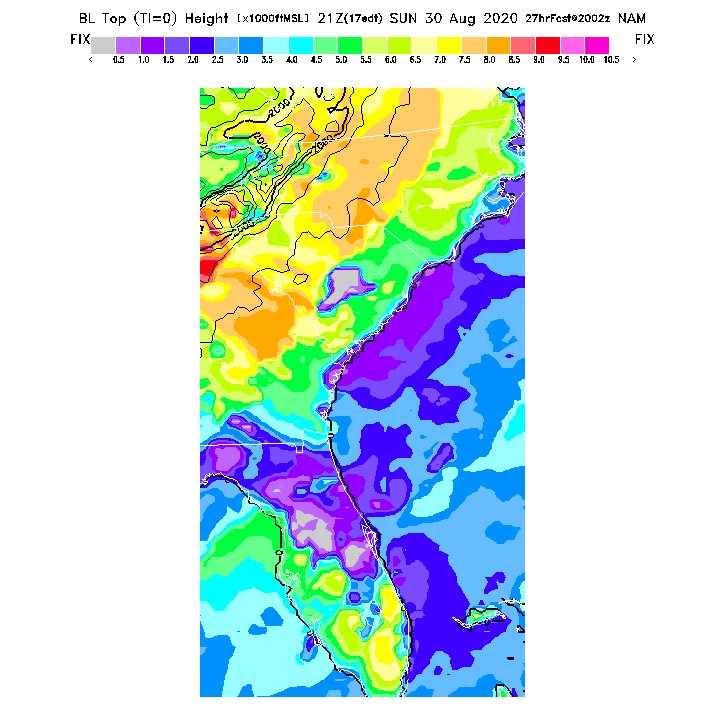 BL Top (TI=0) Height [x1000ftMSL] 21Z(17edt) SUN 30 Aug 2020 27hrFcst@2002z NAM
FIX FIX
< 0.5 1.0 1.5 2.0 2.5 3.0 3.5 4.0 4.5 5.0 5.5 6.0 6.5 7.0 7.5 8.0 8.5 9.0 9.5 10.0 10.5 >
2000
2000
2000